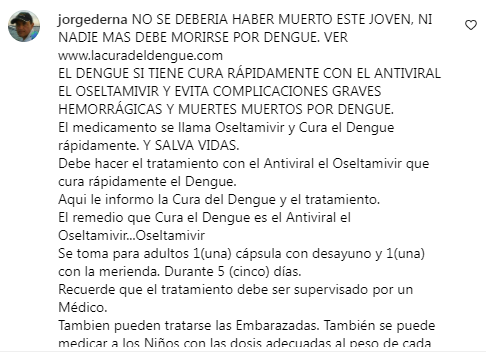 jorgederna NO SE DEBERIA HABER MUERTO ESTE JOVEN, NI
NADIE MAS DEBE MORIRSE POR DENGUE. VER
www.lacuradeldengue.com
EL DENGUE SI TIENE CURA RÁPIDAMENTE CON EL ANTIVIRAL
EL OSELTAMIVIR Y EVITA COMPLICACIONES GRAVES
HEMORRÁGICAS Y MUERTES MUERTOS POR DENGUE.
El medicamento se llama Oseltamivir y Cura el Dengue
rápidamente. Y SALVA VIDAS.
Debe hacer el tratamiento con el Antiviral el Oseltamivir que
cura rápidamente el Dengue.
Aqui le informo la Cura del Dengue y el tratamiento.
El remedio que Cura el Dengue es el Antiviral el
Oseltamivir...Oseltamivir
Se toma para adultos 1(una) cápsula con desayuno y 1(una)
con la merienda. Durante 5 (cinco) días.
Recuerde que el tratamiento debe ser supervisado por un
Médico.
Tambien pueden tratarse las Embarazadas. También se puede
medicar a los Niños con las dosis adecuadas al peso de cada